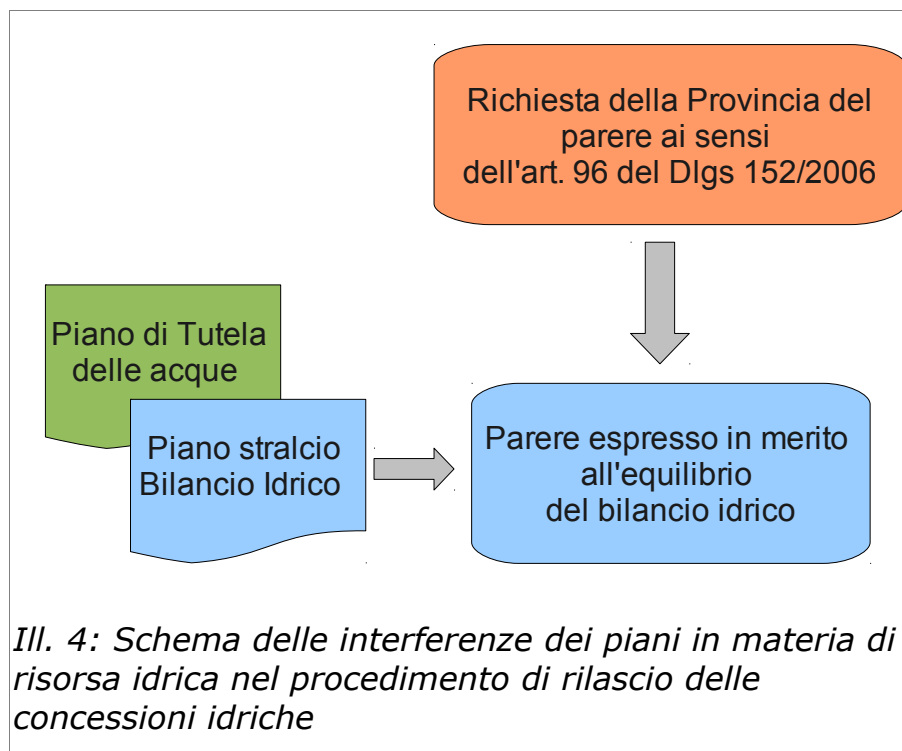 Richiesta della Provincia del
parere ai sensi
dell'art. 96 del Dlgs 152/2006
Piano di Tutela
delle acque
Piano stralcio
Bilancio Idrico
Parere espresso in merito
all'equilibrio
del bilancio idrico
Ill. 4: Schema delle interferenze dei piani in materia di
risorsa idrica nel procedimento di rilascio delle
concessioni idriche